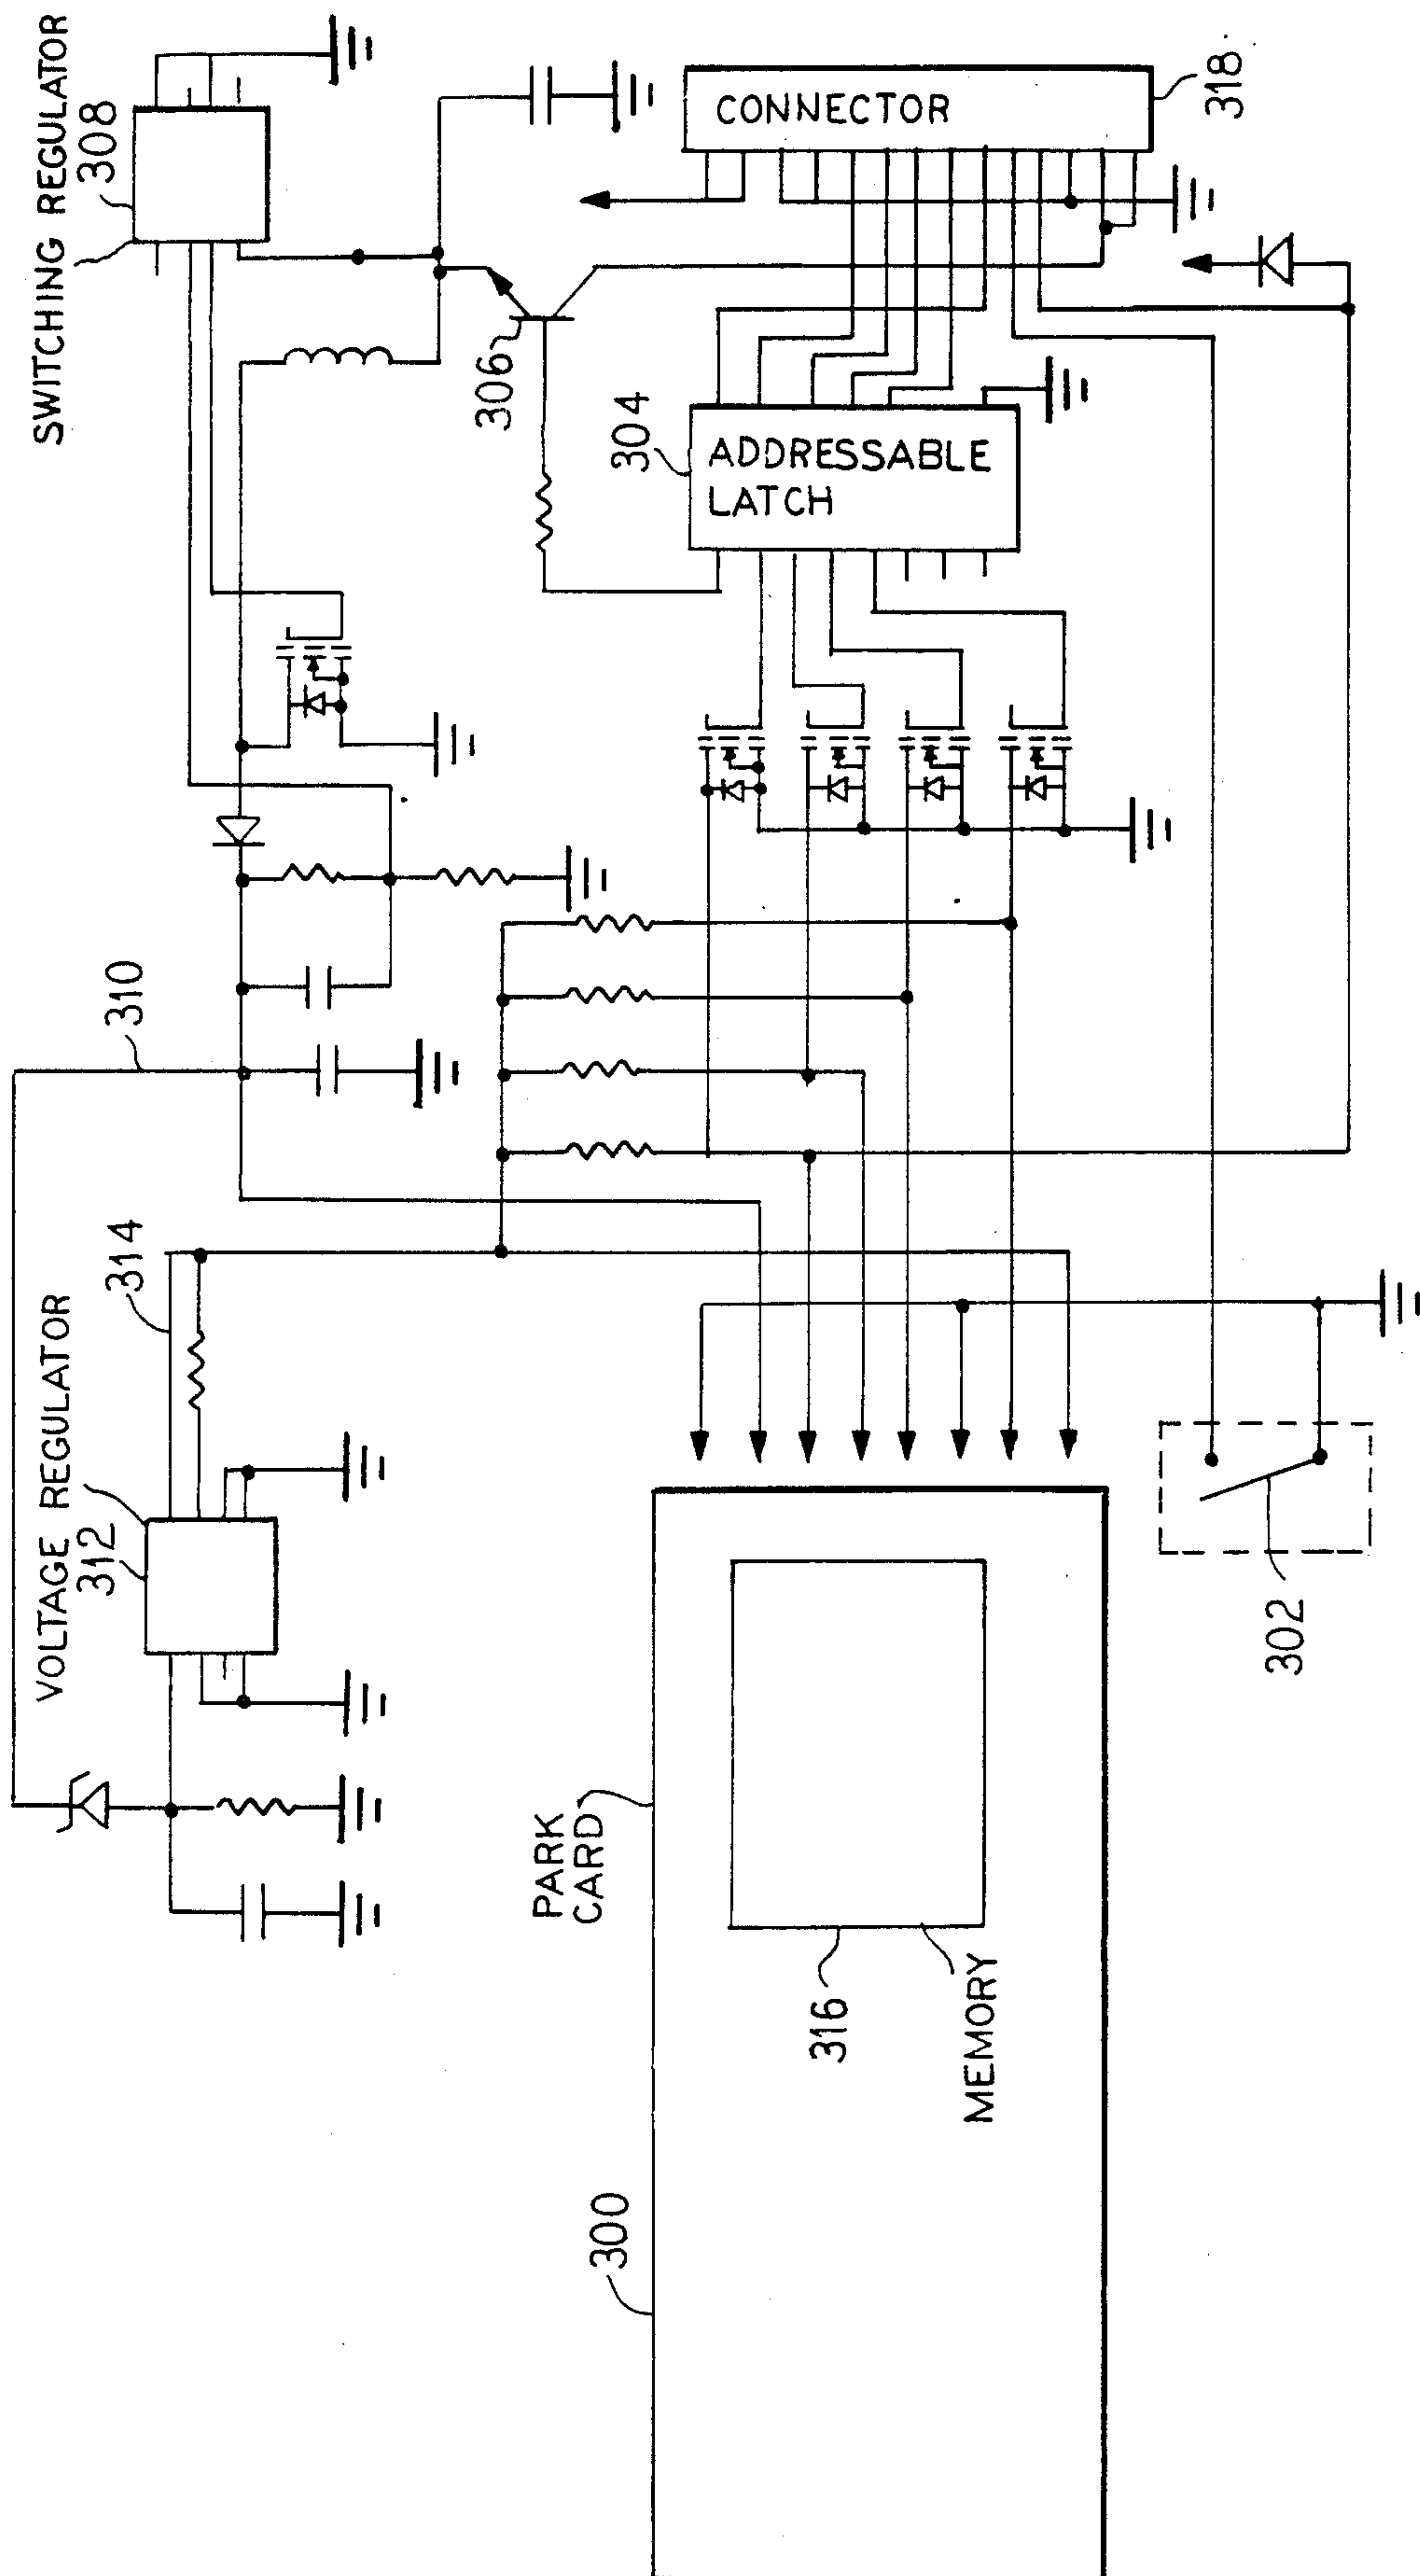 SWITCHING REGULATOR
308
CONNECTOR
318
306
304
ADDRESSABLE
LATCH
310
314
VOLTAGE REGULATOR
312
302
PARK
CARD
316
MEMORY
300